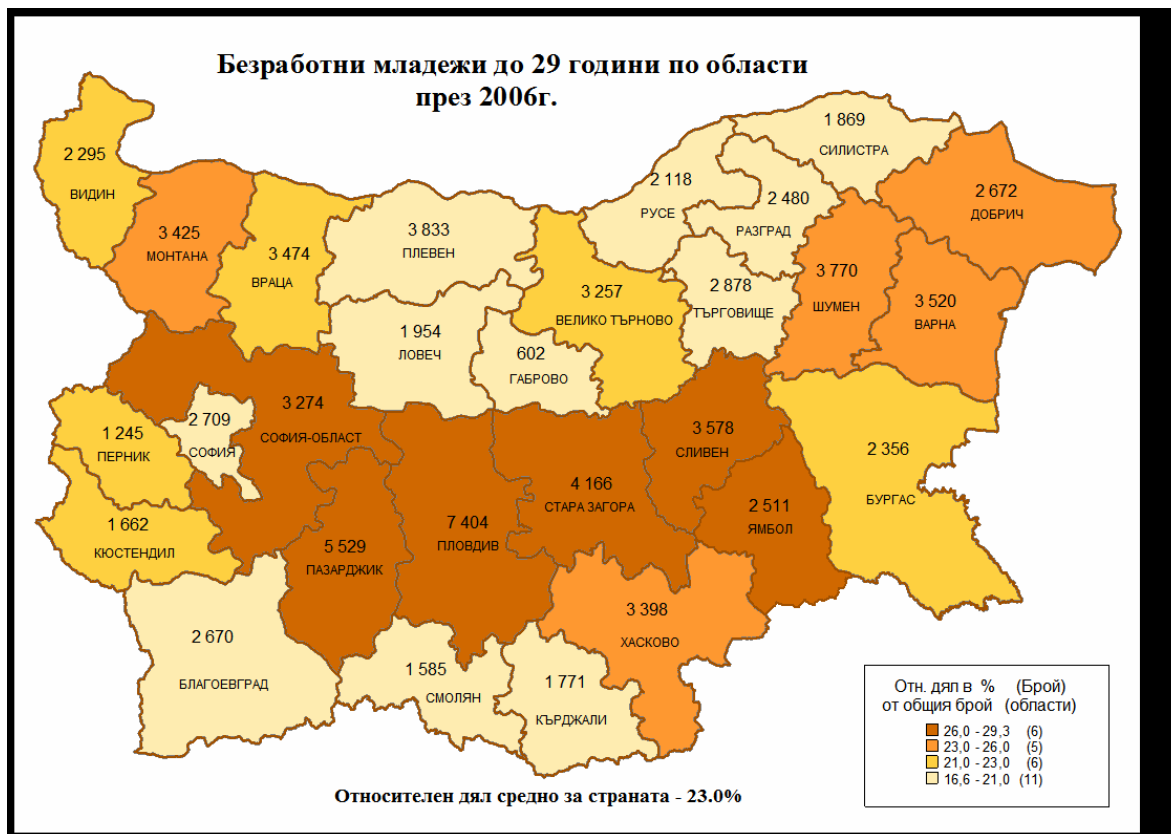 Безработни младежи до 29 години по области
през 2006г.
2 295
ВИДИН
3 425
МОНТАНА
3 474
ВРАЦА
3 833
ПЛЕВЕН
1 954
ЛОВЕЧ
602
ГАБРОВО
3 257
ВЕЛИКО ТЪРНОВО
2 118
РУСЕ
2 480
РАЗГРАД
1 869
СИЛИСТРА
2 672
ДОБРИЧ
2 878
ТЪРГОВИЩЕ
3 770
ШУМЕН
3 520
ВАРНА
3 274
СОФИЯ-ОБЛАСТ
2 709
СОФИЯ
1 245
ПЕРНИК
1 662
КЮСТЕНДИЛ
5 529
ПАЗАРДЖИК
7 404
ПЛОВДИВ
4 166
СТАРА ЗАГОРА
3 578
СЛИВЕН
2 511
ЯМБОЛ
2 356
БУРГАС
2 670
БЛАГОЕВГРАД
1 585
СМОЛЯН
1 771
КЪРДЖАЛИ
3 398
ХАСКОВО
Отн. дял в % (Брой)
от общия брой (области)
26,0 - 29,3 (6)
23,0 - 26,0 (5)
21,0 - 23,0 (6)
16,6 - 21,0 (11)
Относителен дял средно за страната - 23.0%